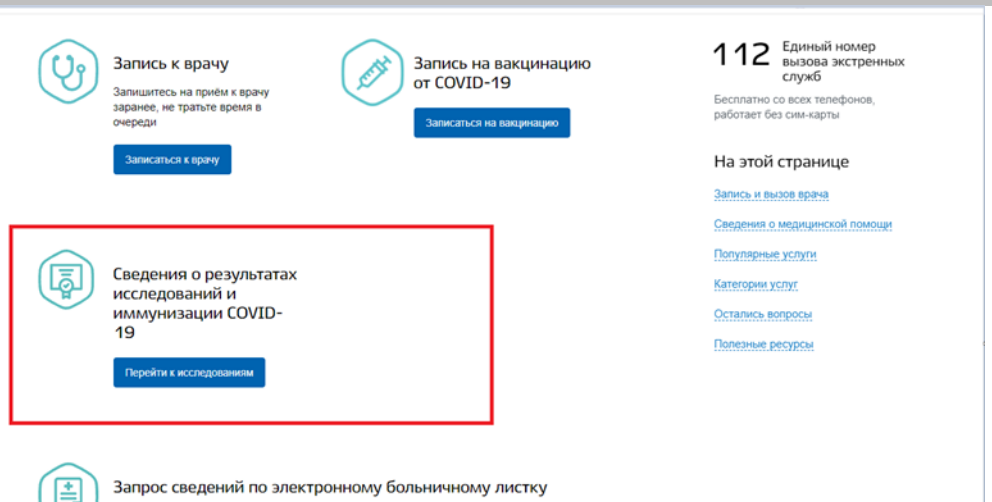 Запись к врачу
Запишитесь на приём к врачу
заранее, не тратьте время в
очереди
Записаться к врачу
Запись на вакцинацию
от COVID-19
Записаться на вакцинацию
112 Единый номер
вызова экстренных
служб
Бесплатно со всех телефонов,
работает без сим-карты
На этой странице
Запись и вызов врача
Сведения о медицинской помощи
Популярные услуги
Категории услуг
Остались вопросы
Полезные ресурсы
Сведения о результатах
исследований и
иммунизации COVID-
19
Перейти к исследованиям
Запрос сведений по электронному больничному листку